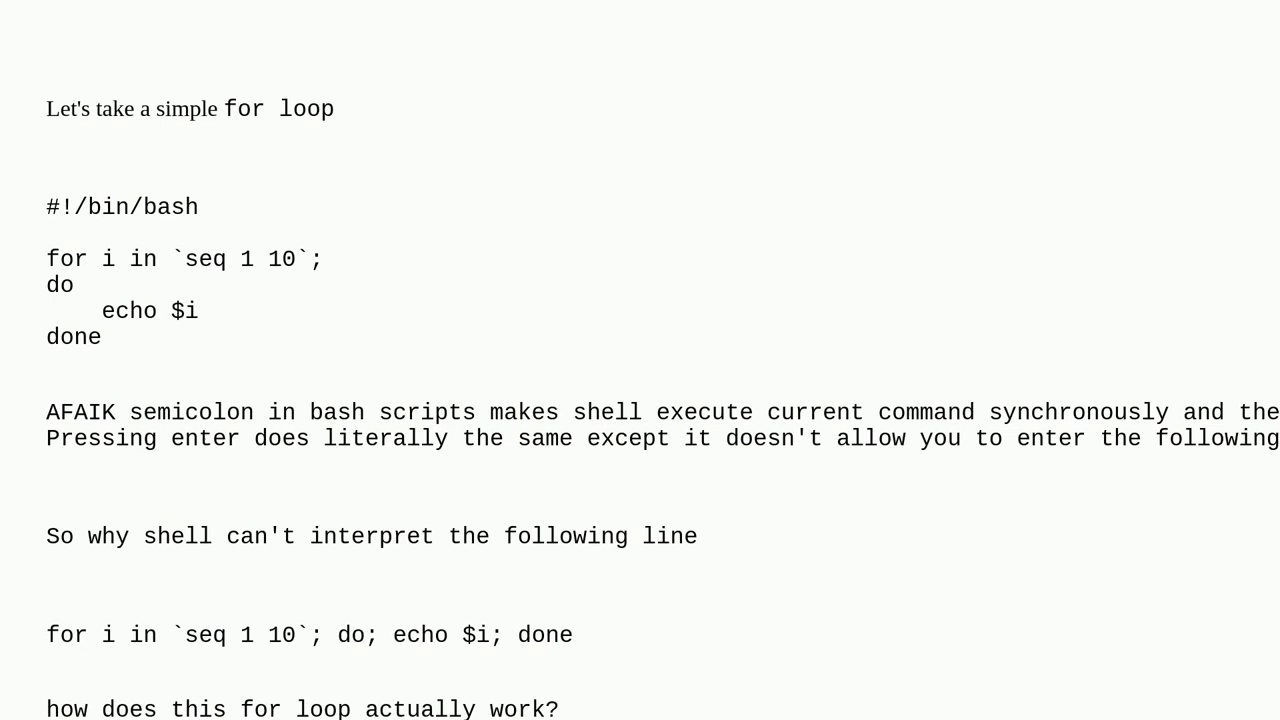 Let's take a simple for loop
#!/bin/bash
for i in `seq 1 10`;
do
    echo $i
done
AFAIK semicolon in bash scripts makes shell execute current command synchronously and the
Pressing enter does literally the same except it doesn't allow you to enter the following
So why shell can't interpret the following line
for i in `seq 1 10`; do; echo $i; done
how does this for loop actually work?